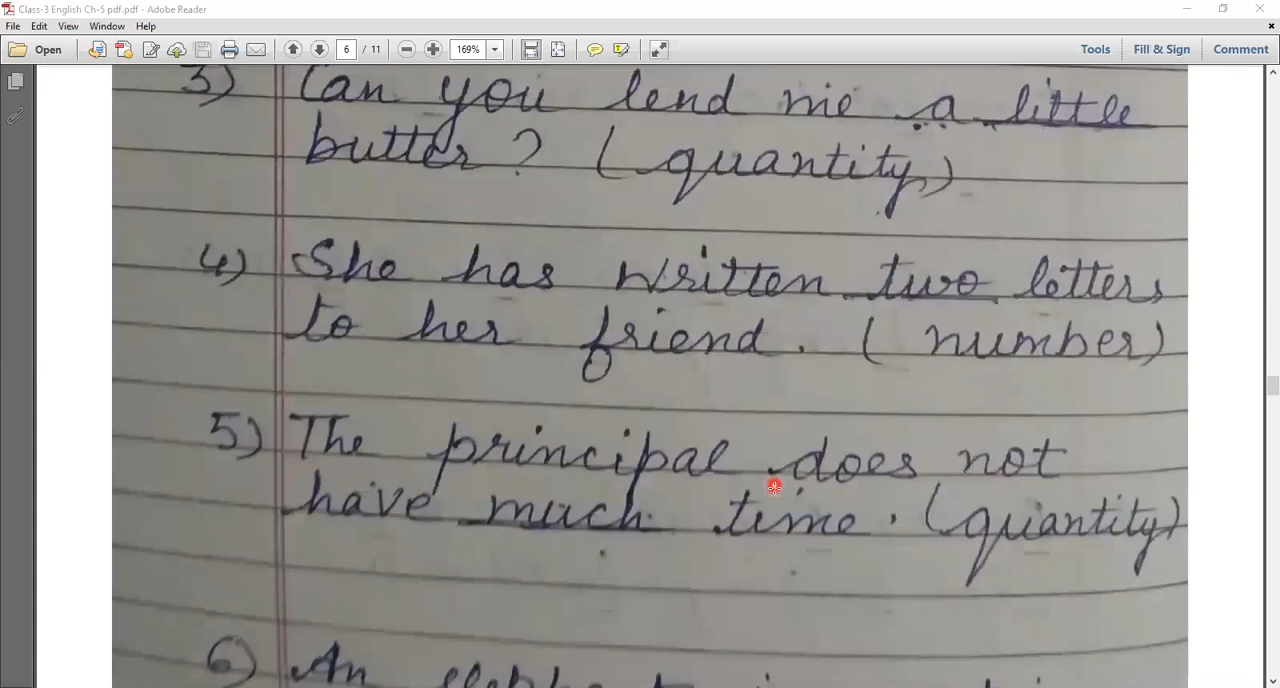 Class-3 English Ch-5 pdf.pdf - Adobe Reader
File Edit View Window Help
Open 6 / 11 169% Tools Fill & Sign Comment
3) Can you lend me a little
butter? (quantity)
4) She has written two letters
to her friend. (number)
5) The principal does not
have much time. (quantity)
6) An